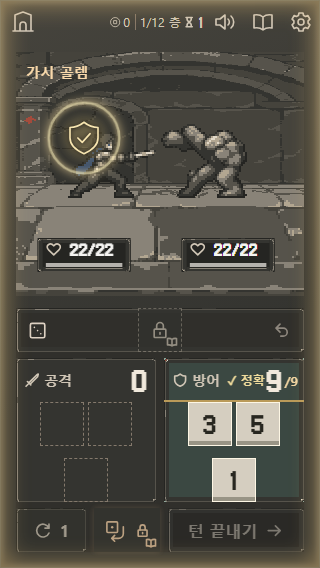 0 1/12 층 1
가시 골렘
22/22 22/22
공격 0 방어 ✓ 정확 9/9
3 5
1
1 턴 끝내기 →